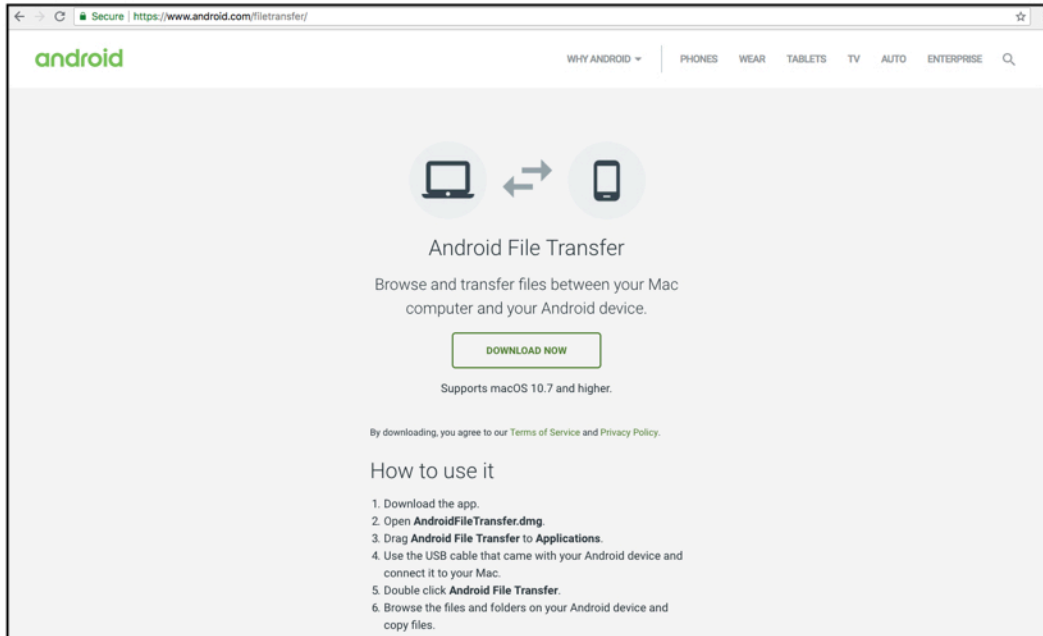 Secure | https://www.android.com/filetransfer/
android
WHY ANDROID PHONES WEAR TABLETS TV AUTO ENTERPRISE
Android File Transfer
Browse and transfer files between your Mac
computer and your Android device.
DOWNLOAD NOW
Supports macOS 10.7 and higher.
By downloading, you agree to our Terms of Service and Privacy Policy.
How to use it
1. Download the app.
2. Open AndroidFileTransfer.dmg.
3. Drag Android File Transfer to Applications.
4. Use the USB cable that came with your Android device and
connect it to your Mac.
5. Double click Android File Transfer.
6. Browse the files and folders on your Android device and
copy files.